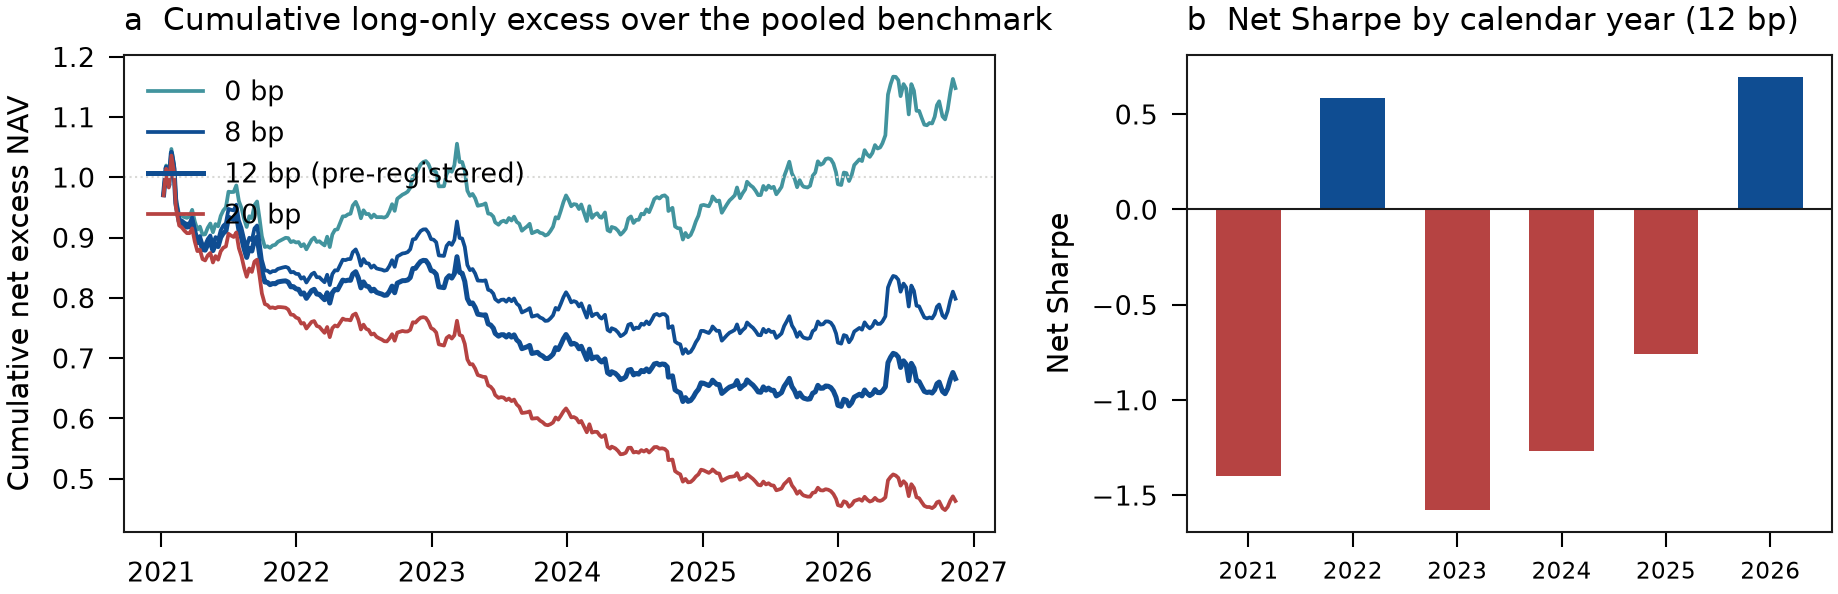 a Cumulative long-only excess over the pooled benchmark
Cumulative net excess NAV
1.2
1.1
1.0
0.9
0.8
0.7
0.6
0.5
0 bp
8 bp
12 bp (pre-registered)
20 bp
2021 2022 2023 2024 2025 2026 2027
b Net Sharpe by calendar year (12 bp)
Net Sharpe
0.5
0.0
−0.5
−1.0
−1.5
2021 2022 2023 2024 2025 2026